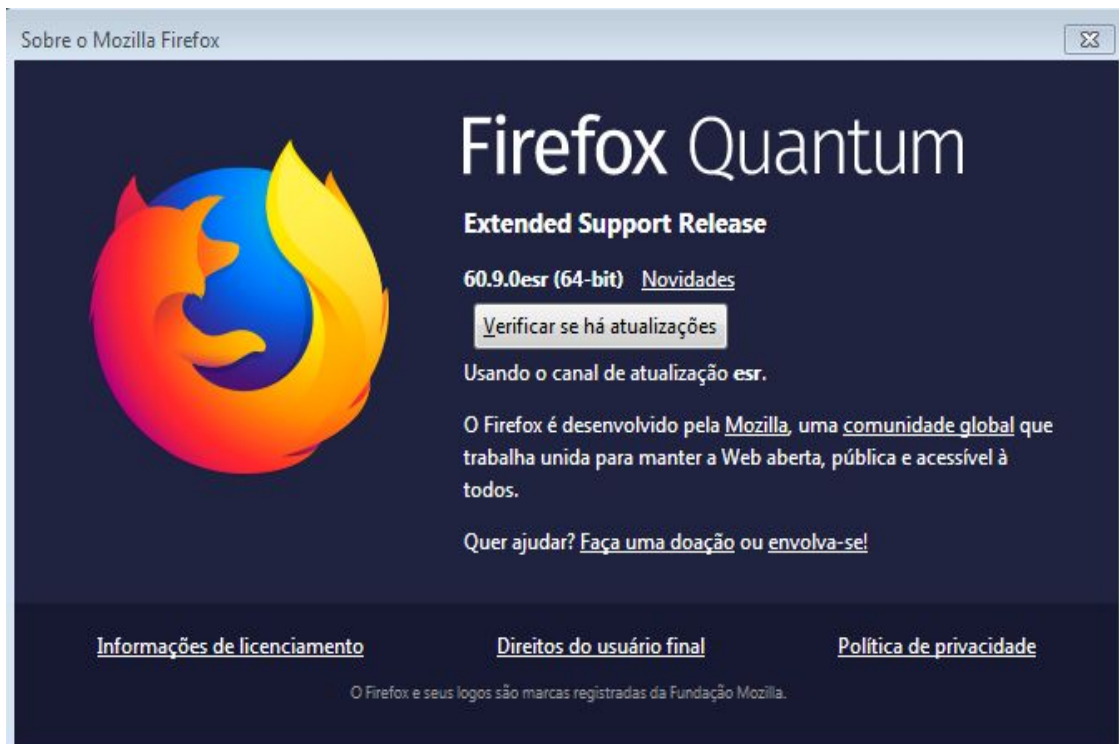 Sobre o Mozilla Firefox
Firefox Quantum
Extended Support Release
60.9.0esr (64-bit) Novidades
Verificar se há atualizações
Usando o canal de atualização esr.
O Firefox é desenvolvido pela Mozilla, uma comunidade global que
trabalha unida para manter a Web aberta, pública e acessível à
todos.
Quer ajudar? Faça uma doação ou envolva-se!
Informações de licenciamento Direitos do usuário final Política de privacidade
O Firefox e seus logos são marcas registradas da Fundação Mozilla.